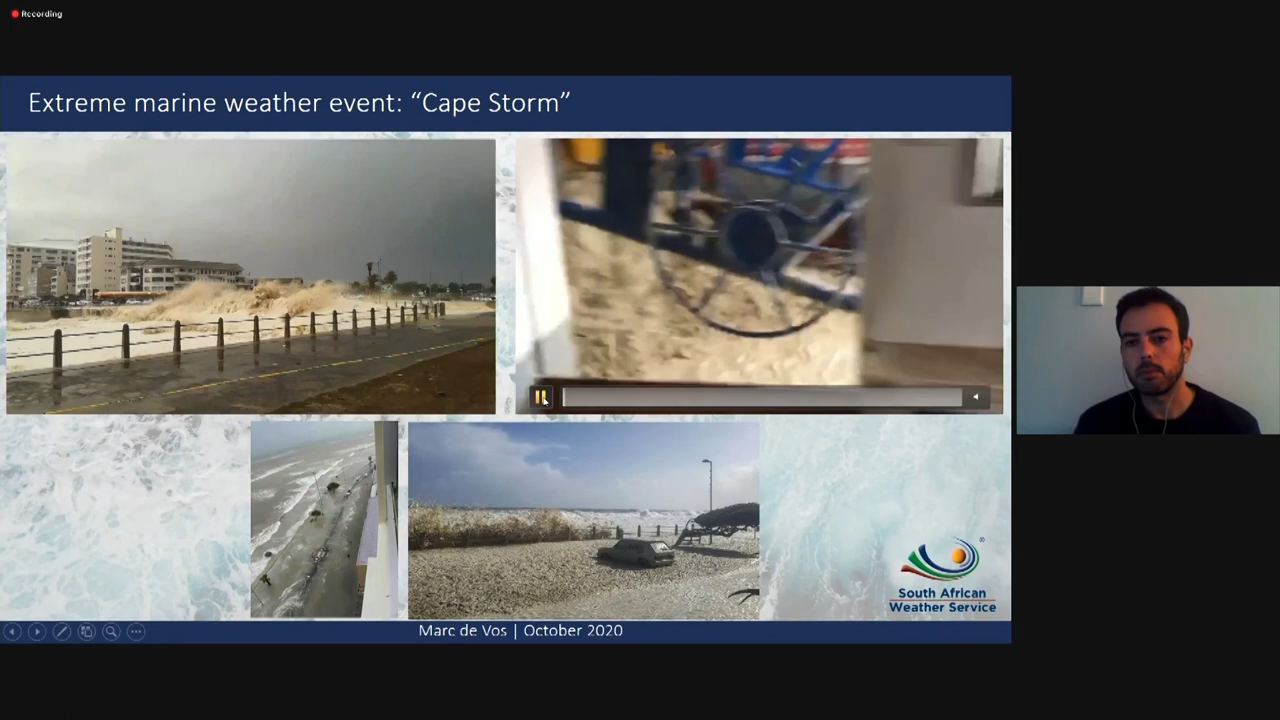 Recording
Extreme marine weather event: “Cape Storm”
®
South African
Weather Service
Marc de Vos | October 2020